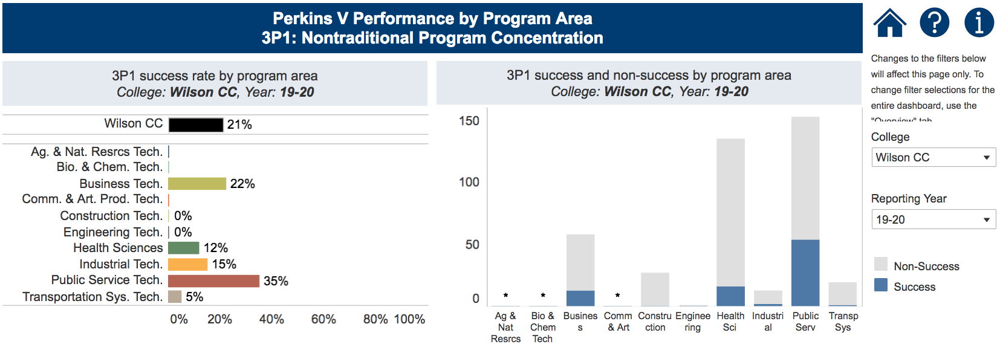 Perkins V Performance by Program Area
3P1: Nontraditional Program Concentration
3P1 success rate by program area
College: Wilson CC, Year: 19-20
Wilson CC 21%
Ag. & Nat. Resrcs Tech.
Bio. & Chem. Tech.
Business Tech. 22%
Comm. & Art. Prod. Tech.
Construction Tech. 0%
Engineering Tech. 0%
Health Sciences 12%
Industrial Tech. 15%
Public Service Tech. 35%
Transportation Sys. Tech. 5%
0% 20% 40% 60% 80% 100%
3P1 success and non-success by program area
College: Wilson CC, Year: 19-20
150
100
50
0
* * *
Ag & Bio & Busines Comm Constru Enginee Health Industri Public Transp
Nat Chem s & Art ction ring Sci al Serv Sys
Resrcs Tech
? i
Changes to the filters below
will affect this page only. To
change filter selections for the
entire dashboard, use the
"Overview" tab
College
Wilson CC
Reporting Year
19-20
Non-Success
Success